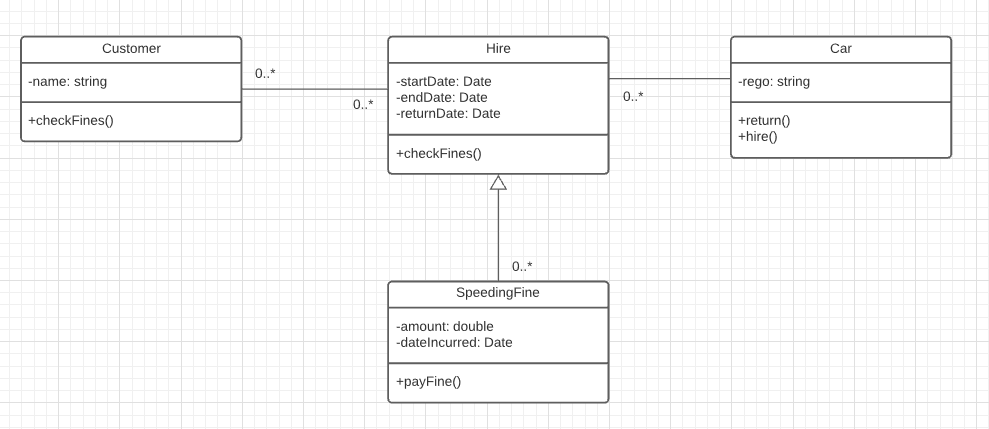 Customer
-name: string
+checkFines()
0..*
0..*
Hire
-startDate: Date
-endDate: Date
-returnDate: Date
+checkFines()
0..*
Car
-rego: string
+return()
+hire()
0..*
SpeedingFine
-amount: double
-dateIncurred: Date
+payFine()